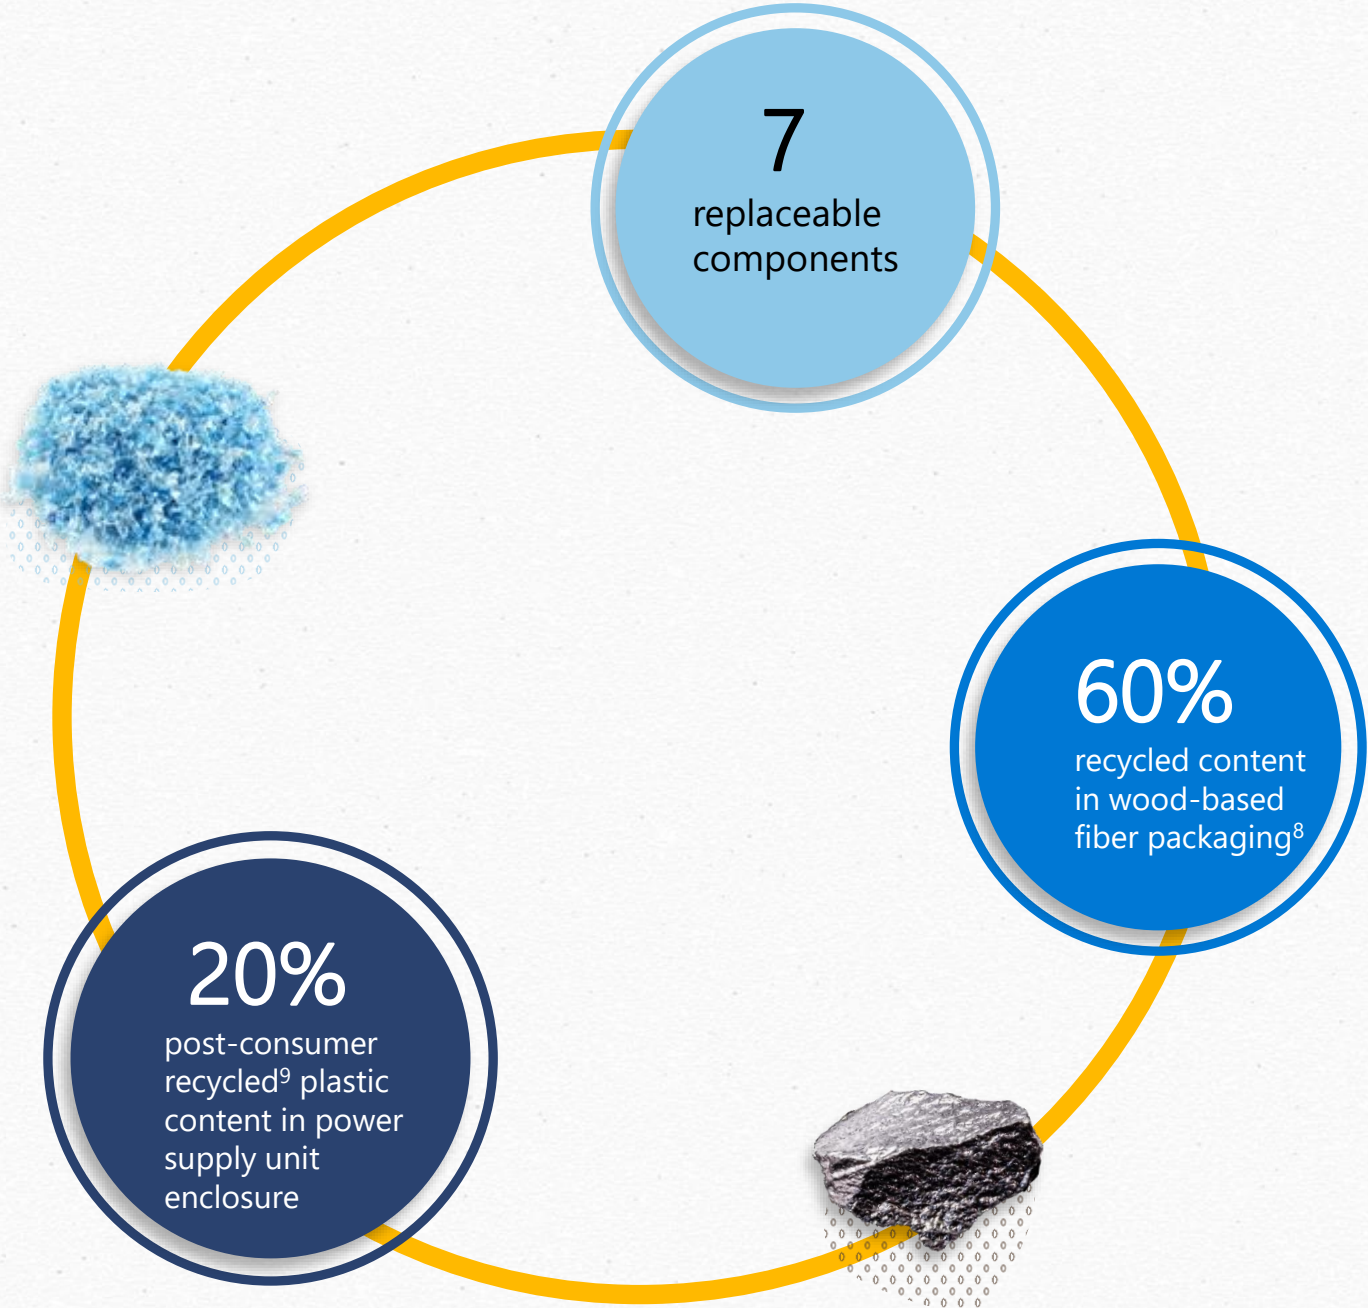 7
replaceable
components
60%
recycled content
in wood-based
fiber packaging⁸
20%
post-consumer
recycled⁹ plastic
content in power
supply unit
enclosure